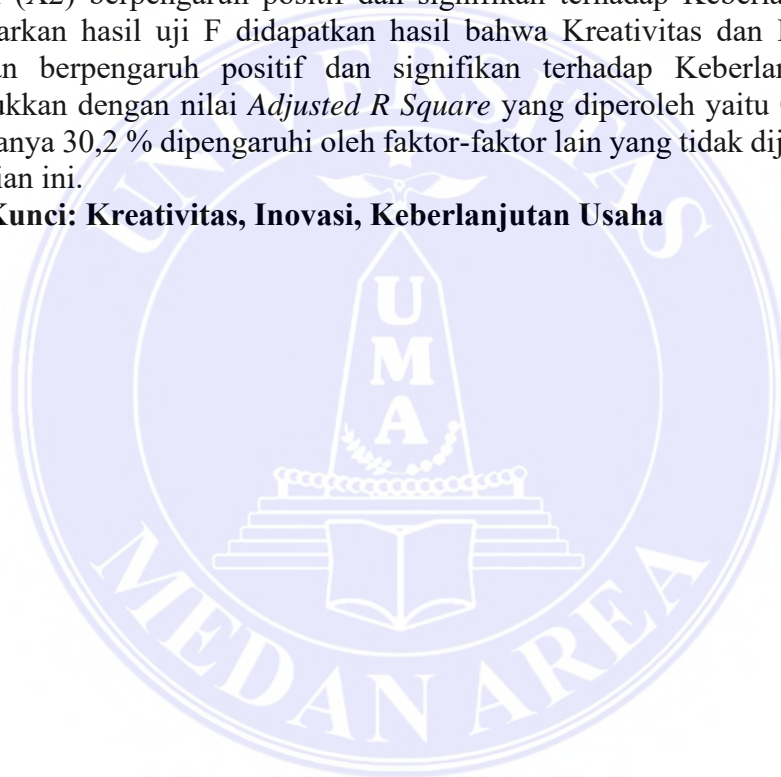 (X2) berpengaruh positif dan signifikan terhadap
arkan hasil uji F didapatkan hasil bahwa Kreativitas dan
an berpengaruh positif dan signifikan terhadap Keberlan
ukkan dengan nilai Adjusted R Square yang diperoleh yaitu
anya 30,2 % dipengaruhi oleh faktor-faktor lain yang tidak dij
ian ini.
Kunci: Kreativitas, Inovasi, Keberlanjutan Usaha
UNIVERSITAS
UMA
MEDAN AREA